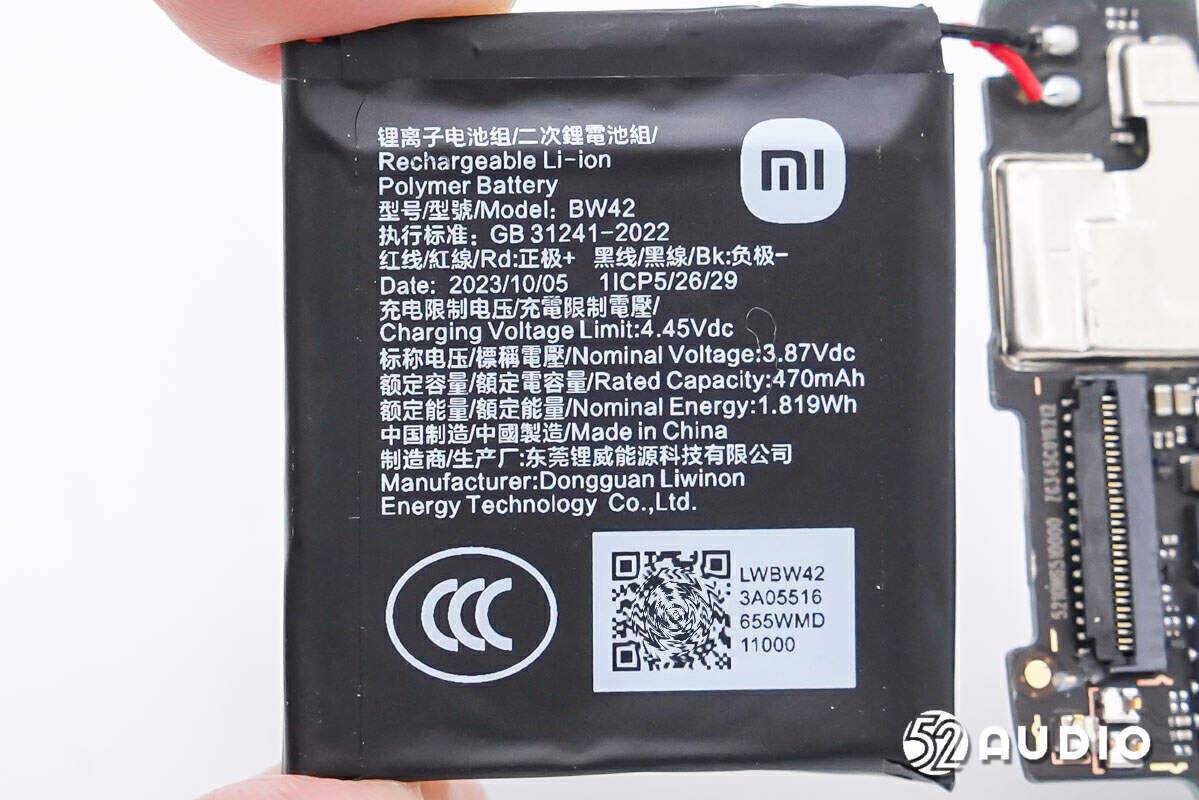 锂离子电池组/二次鋰電池組/
Rechargeable Li-ion
Polymer Battery
型号/型號/Model: BW42
执行标准: GB 31241-2022
红线/紅線/Rd:正极+ 黑线/黑線/Bk:负极-
Date: 2023/10/05 1ICP5/26/29
充电限制电压/充電限制電壓/
Charging Voltage Limit:4.45Vdc
标称电压/標稱電壓/Nominal Voltage:3.87Vdc
额定容量/額定電容量/Rated Capacity:470mAh
额定能量/額定能量/Nominal Energy:1.819Wh
中国制造/中國製造/Made in China
制造商/生产厂:东莞锂威能源科技有限公司
Manufacturer:Dongguan Liwinon
Energy Technology Co.,Ltd.
mi
CCC
LWBW42
3A05516
655WMD
11000
52 AUDIO